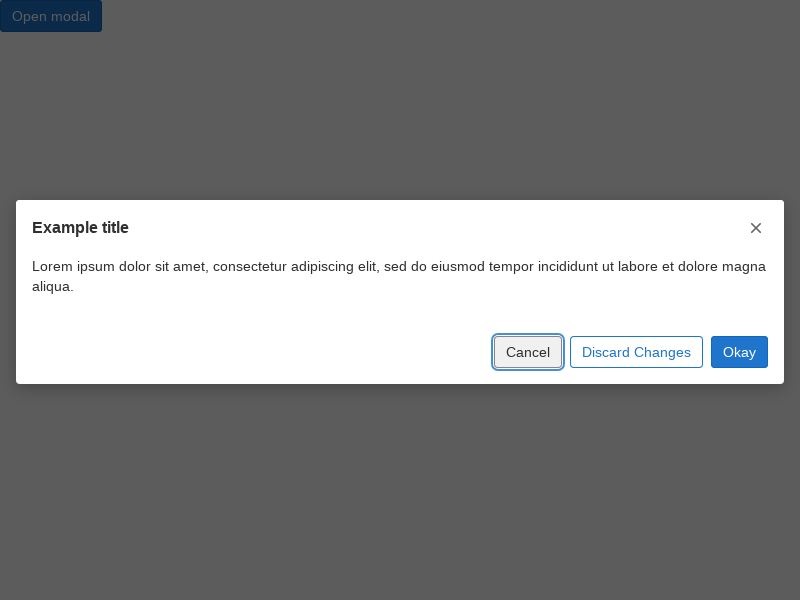 Open modal
Example title
Lorem ipsum dolor sit amet, consectetur adipiscing elit, sed do eiusmod tempor incididunt ut labore et dolore magna
aliqua.
Cancel Discard Changes Okay